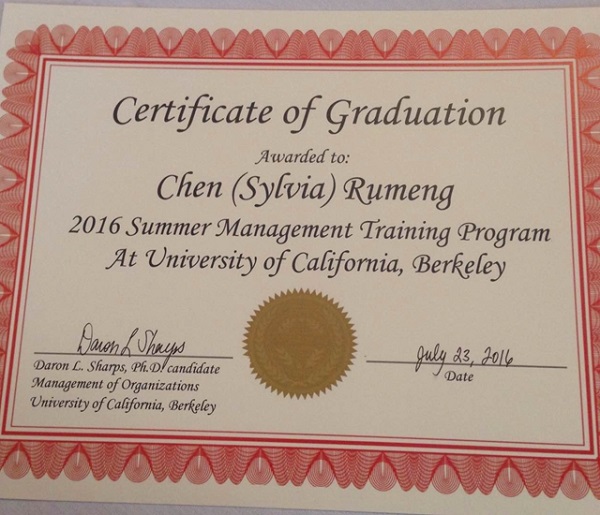 Certificate of Graduation
Awarded to:
Chen (Sylvia) Rumeng
2016 Summer Management Training Program
At University of California, Berkeley
Daron L Sharps
Daron L. Sharps, Ph.D. candidate
Management of Organizations
University of California, Berkeley
July 23, 2016
Date